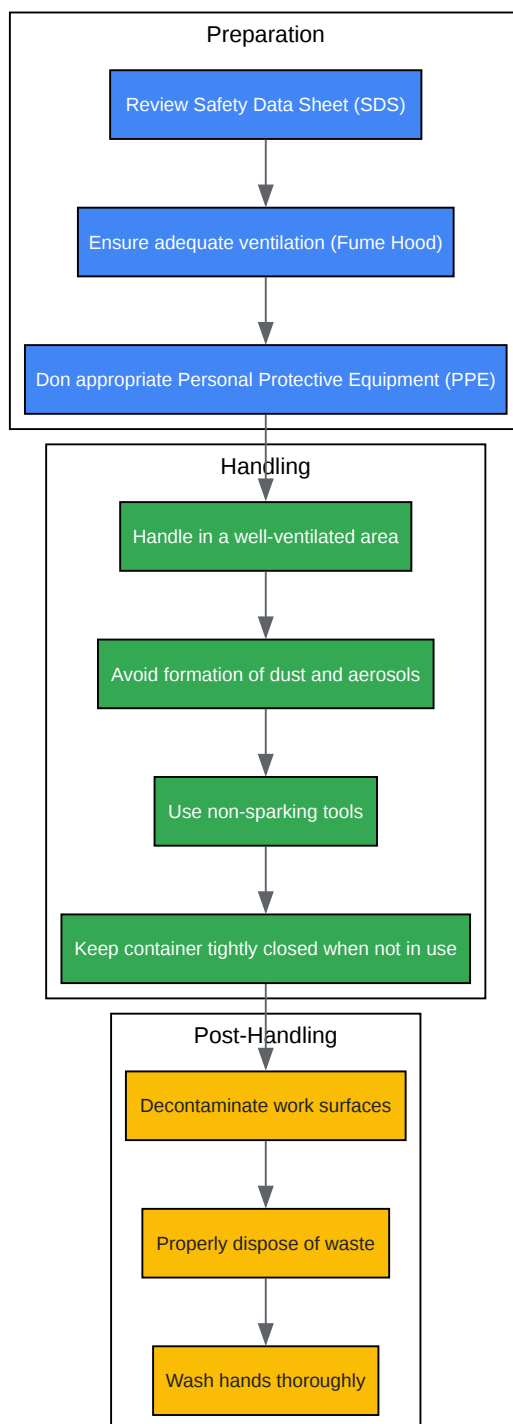 Preparation
Review Safety Data Sheet (SDS)
Ensure adequate ventilation (Fume Hood)
Don appropriate Personal Protective Equipment (PPE)
Handling
Handle in a well-ventilated area
Avoid formation of dust and aerosols
Use non-sparking tools
Keep container tightly closed when not in use
Post-Handling
Decontaminate work surfaces
Properly dispose of waste
Wash hands thoroughly